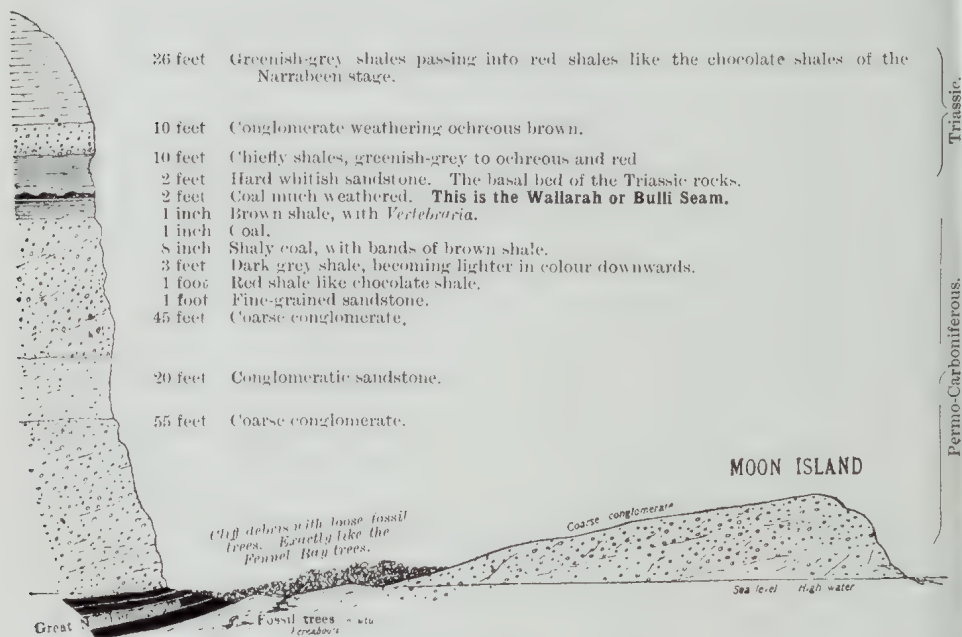 26 feet Greenish-grey shales passing into red shales like the chocolate shales of the
Narrabeen stage.
10 feet Conglomerate weathering ochreous brown.
10 feet Chiefly shales, greenish-grey to ochreous and red
2 feet Hard whitish sandstone. The basal bed of the Triassic rocks.
2 feet Coal much weathered. This is the Wallarah or Bulli Seam.
1 inch Brown shale, with Vertebraria.
1 inch Coal.
8 inch Shaly coal, with bands of brown shale.
3 feet Dark grey shale, becoming lighter in colour downwards.
1 foot Red shale like chocolate shale.
1 foot Fine-grained sandstone.
45 feet Coarse conglomerate.
20 feet Conglomeratic sandstone.
55 feet Coarse conglomerate.
Triassic.
Permo-Carboniferous.
MOON ISLAND
Coarse conglomerate
Cliff debris with loose fossil
trees. Exactly like the
Fennel Bay trees.
Sea level High water
Great N
Fossil trees
hereabouts